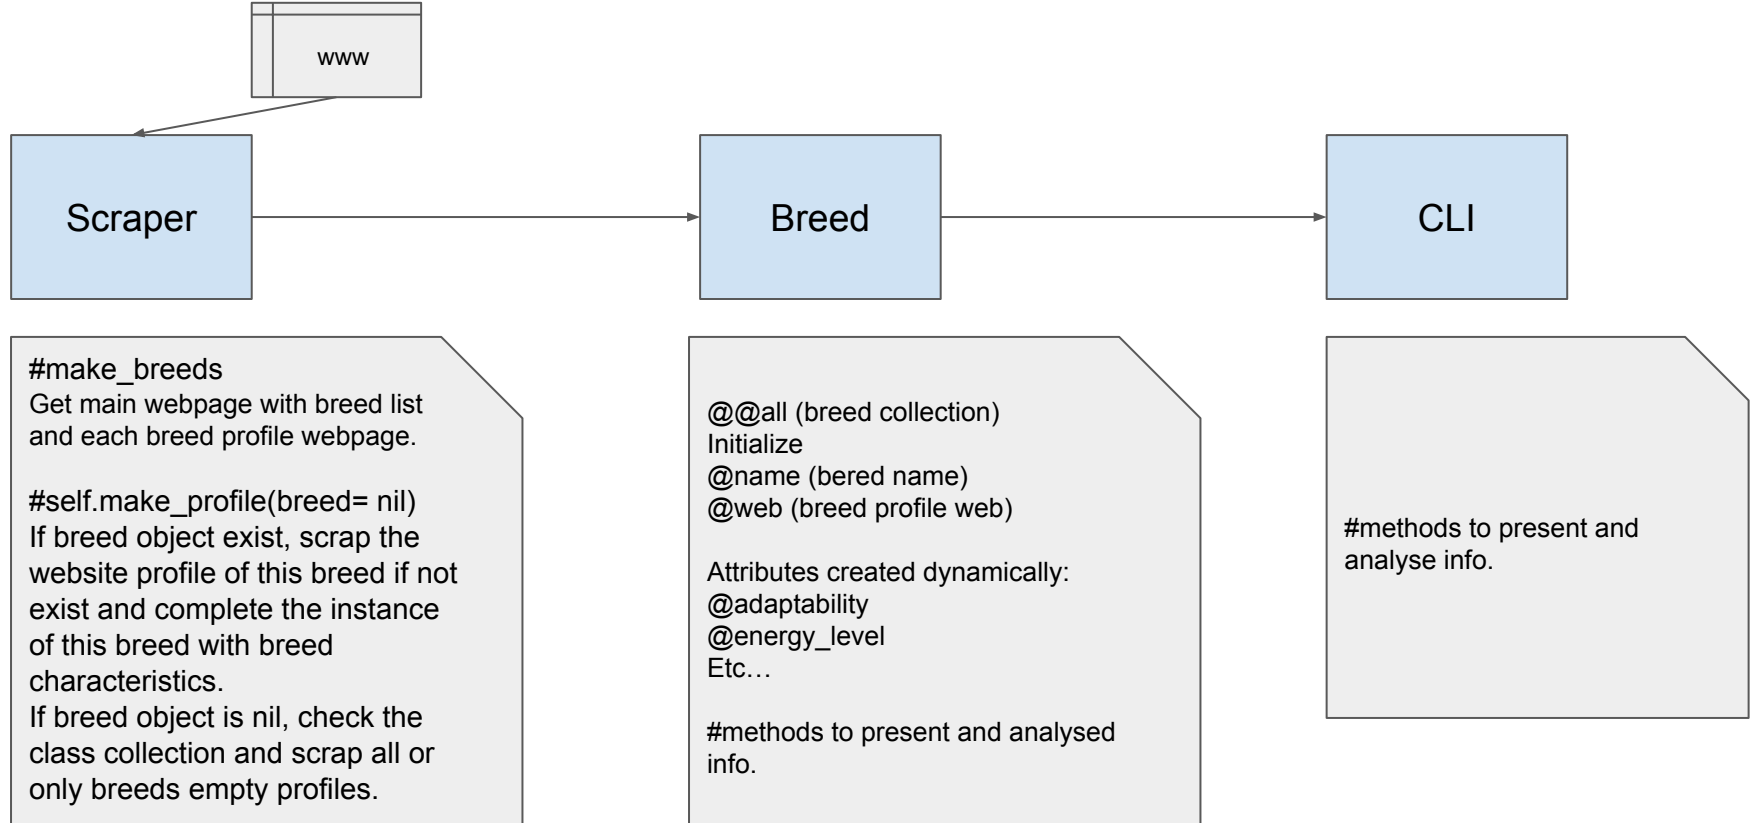 www
Scraper
Breed
CLI
#make_breeds
Get main webpage with breed list
and each breed profile webpage.
#self.make_profile(breed= nil)
If breed object exist, scrap the
website profile of this breed if not
exist and complete the instance
of this breed with breed
characteristics.
If breed object is nil, check the
class collection and scrap all or
only breeds empty profiles.
@@all (breed collection)
Initialize
@name (bered name)
@web (breed profile web)
Attributes created dynamically:
@adaptability
@energy_level
Etc…
#methods to present and analysed
info.
#methods to present and
analyse info.